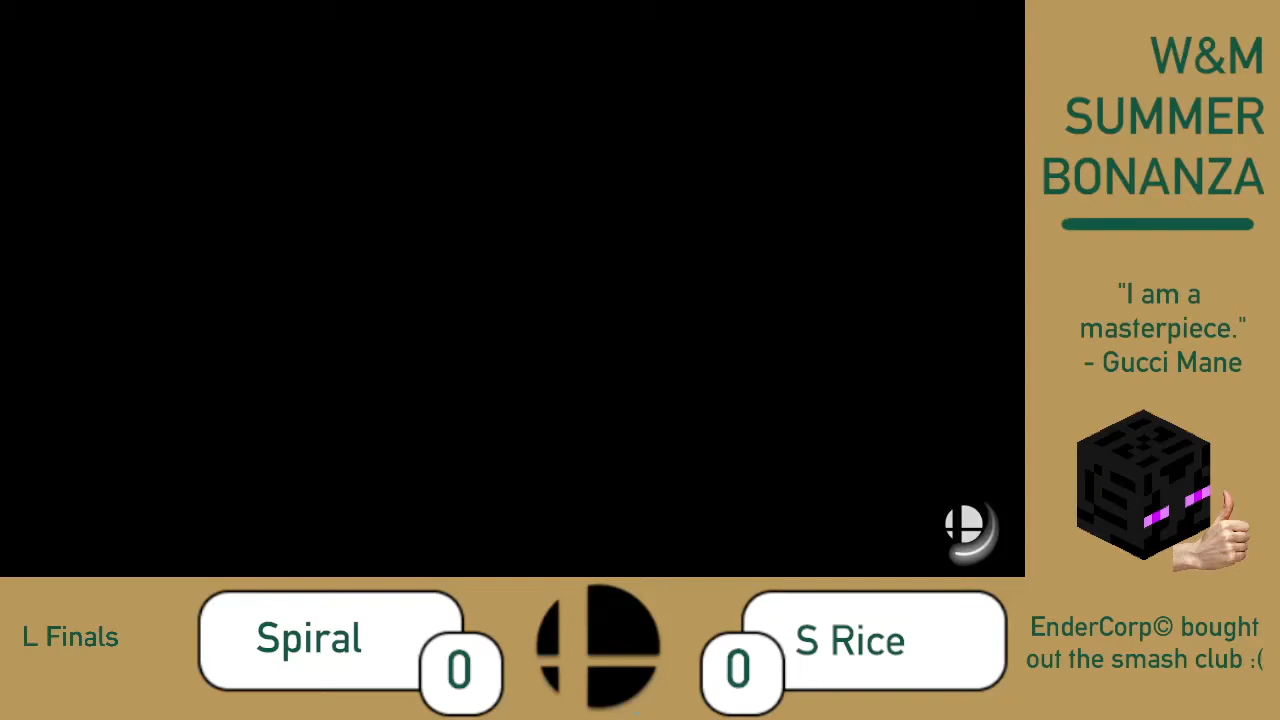 W&M
SUMMER
BONANZA
"I am a
masterpiece."
- Gucci Mane
L Finals
Spiral
0
0
S Rice
EnderCorp© bought
out the smash club :(